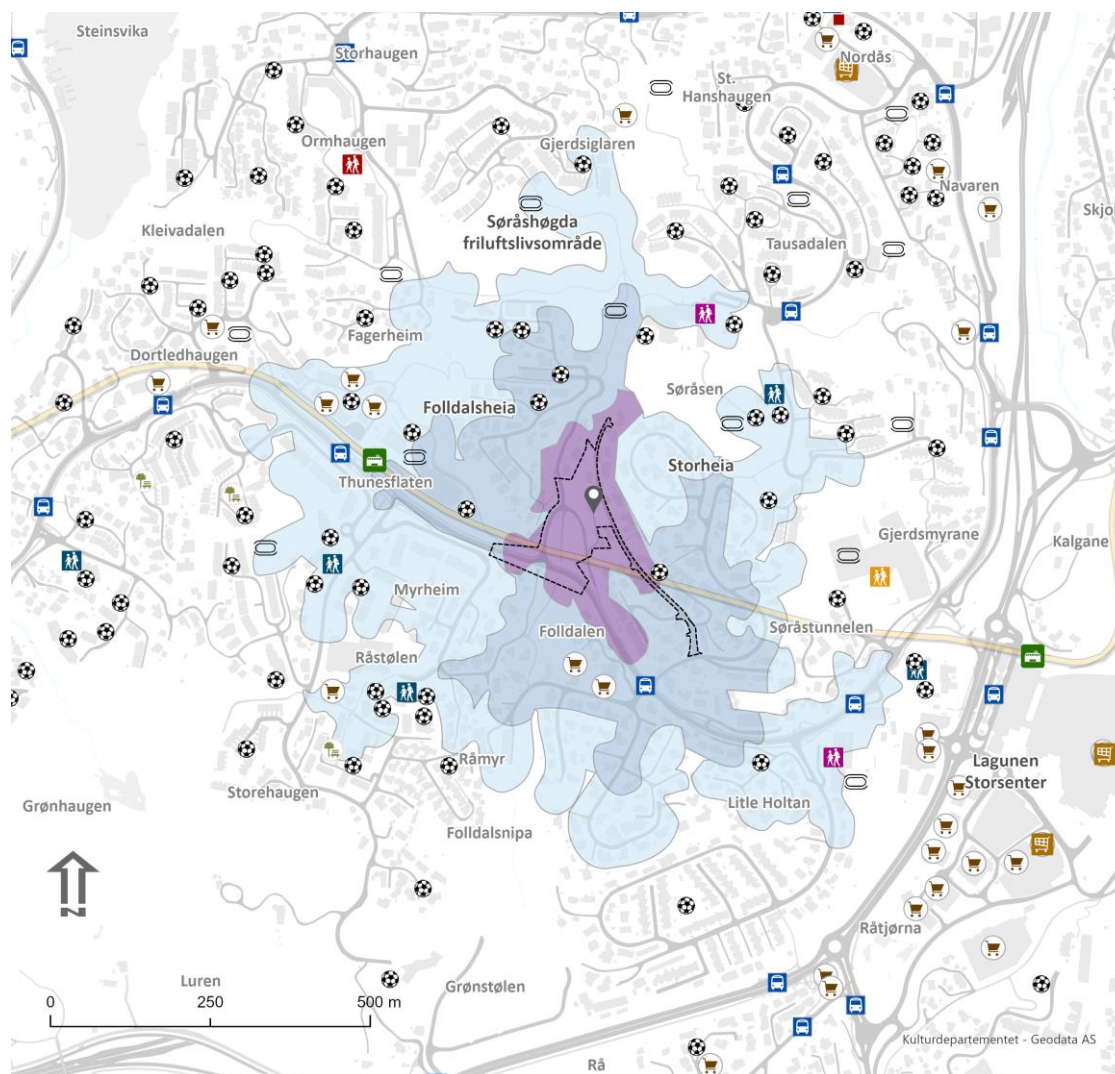 Steinsvika
Storhaugen
Nordås
St.
Hanshaugen
Ormhaugen
Gjerdsiglaren
Navaren
Skjo
Kleivadalen
Søråshøgda
friluftslivsområde
Tausadalen
Fagerheim
Dortledhaugen
Søråsen
Folldalsheia
Storheia
Thunesflaten
Gjerdsmyrane
Kalgane
Myrheim
Folldalen
Søråstunnelen
Råstølen
Råmyr
Lagunen
Storsenter
Storehaugen
Litle Holtan
Grønhaugen
Folldalsnipa
N
Råtjørna
Luren
Grønstølen
0
250
500 m
Kulturdepartementet - Geodata AS
Rå